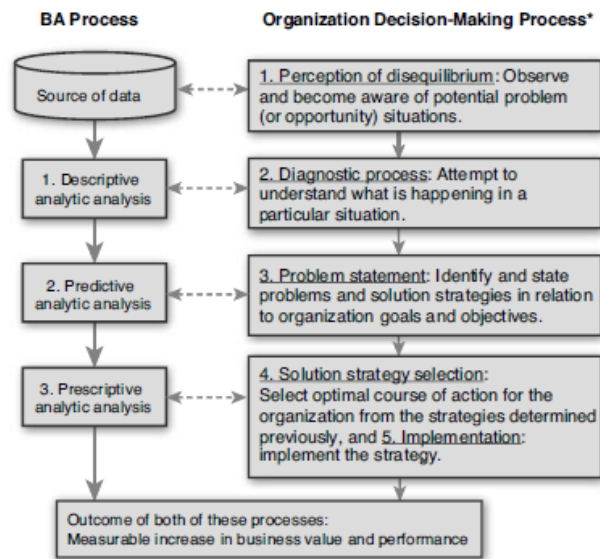 BA Process
Organization Decision-Making Process*
Source of data
1. Perception of disequilibrium: Observe
and become aware of potential problem
(or opportunity) situations.
1. Descriptive
analytic analysis
2. Diagnostic process: Attempt to
understand what is happening in a
particular situation.
2. Predictive
analytic analysis
3. Problem statement: Identify and state
problems and solution strategies in relation
to organization goals and objectives.
3. Prescriptive
analytic analysis
4. Solution strategy selection:
Select optimal course of action for the
organization from the strategies determined
previously, and 5. Implementation:
implement the strategy.
Outcome of both of these processes:
Measurable increase in business value and performance